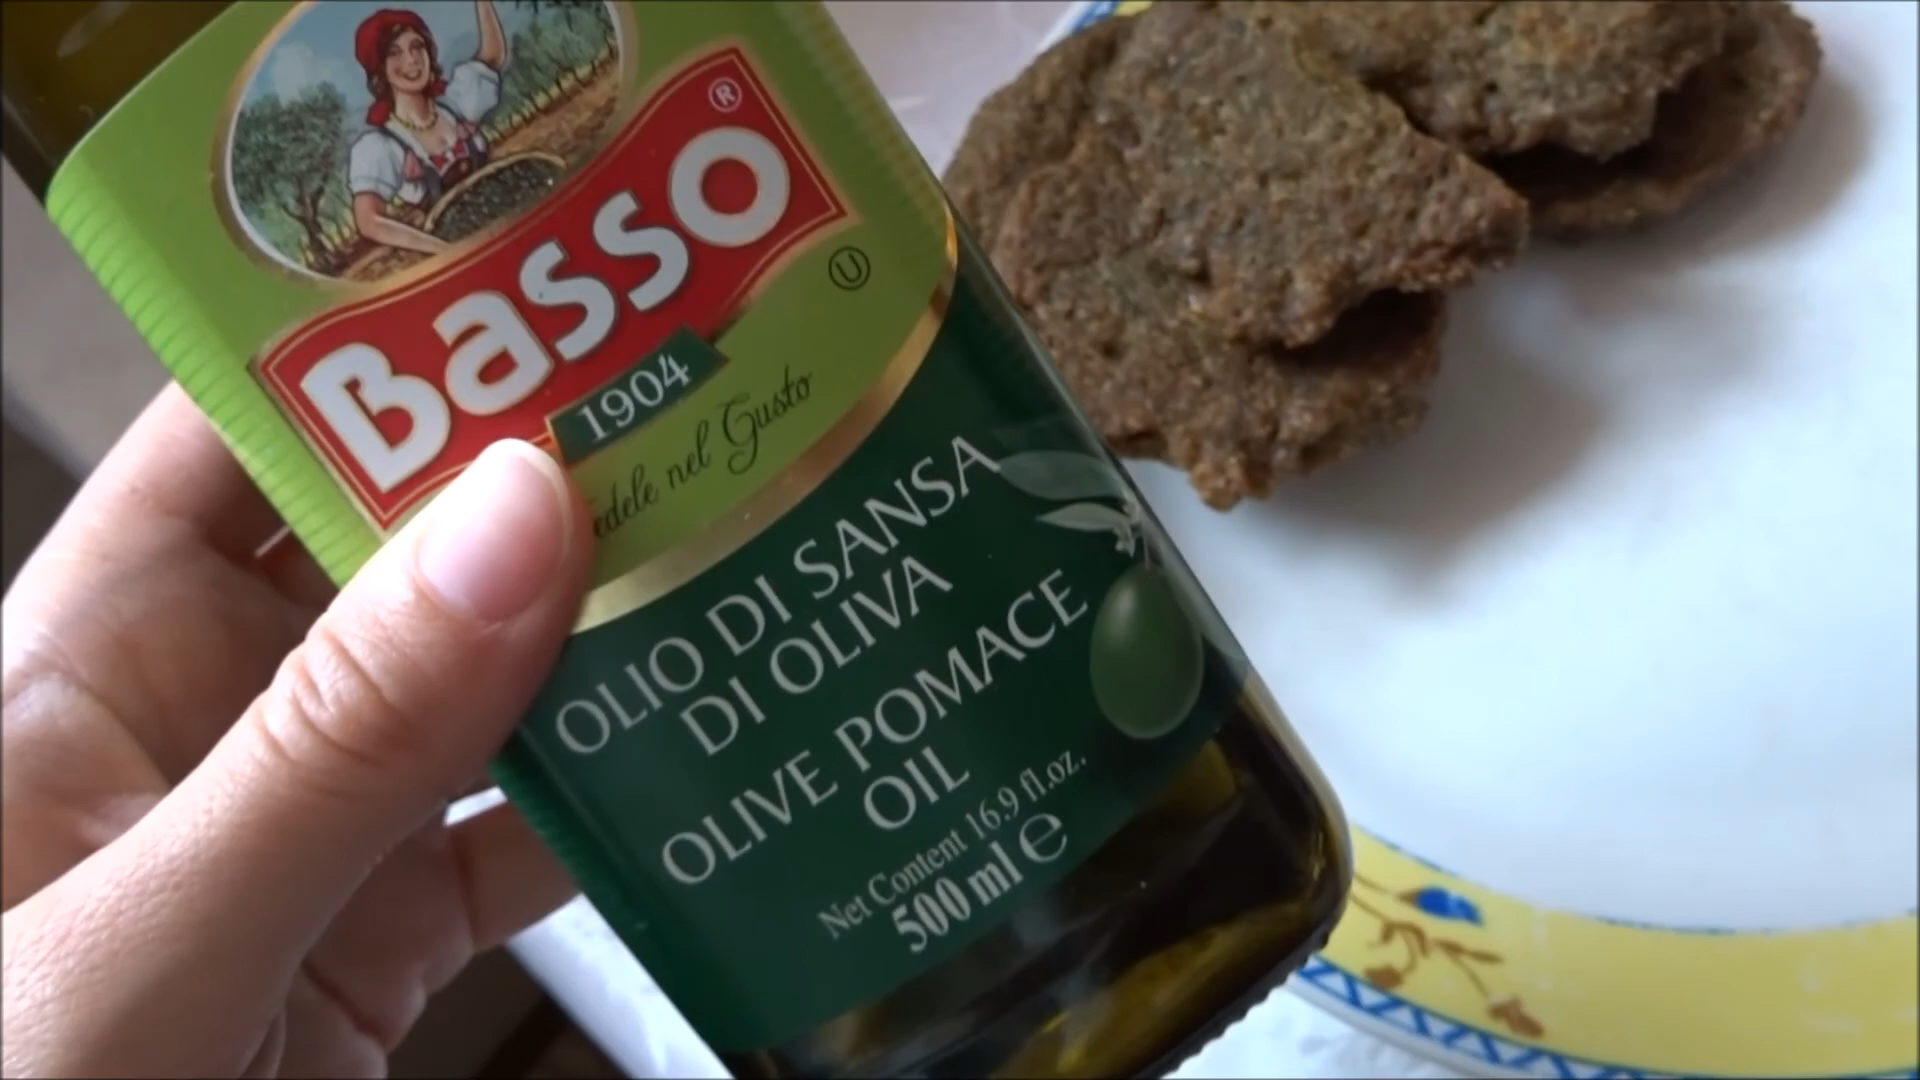 Basso®
U
1904
nel Gusto
OLIO DI SANSA
DI OLIVA
OLIVE POMACE
OIL
Net Content 16.9 fl.oz.
500 ml e